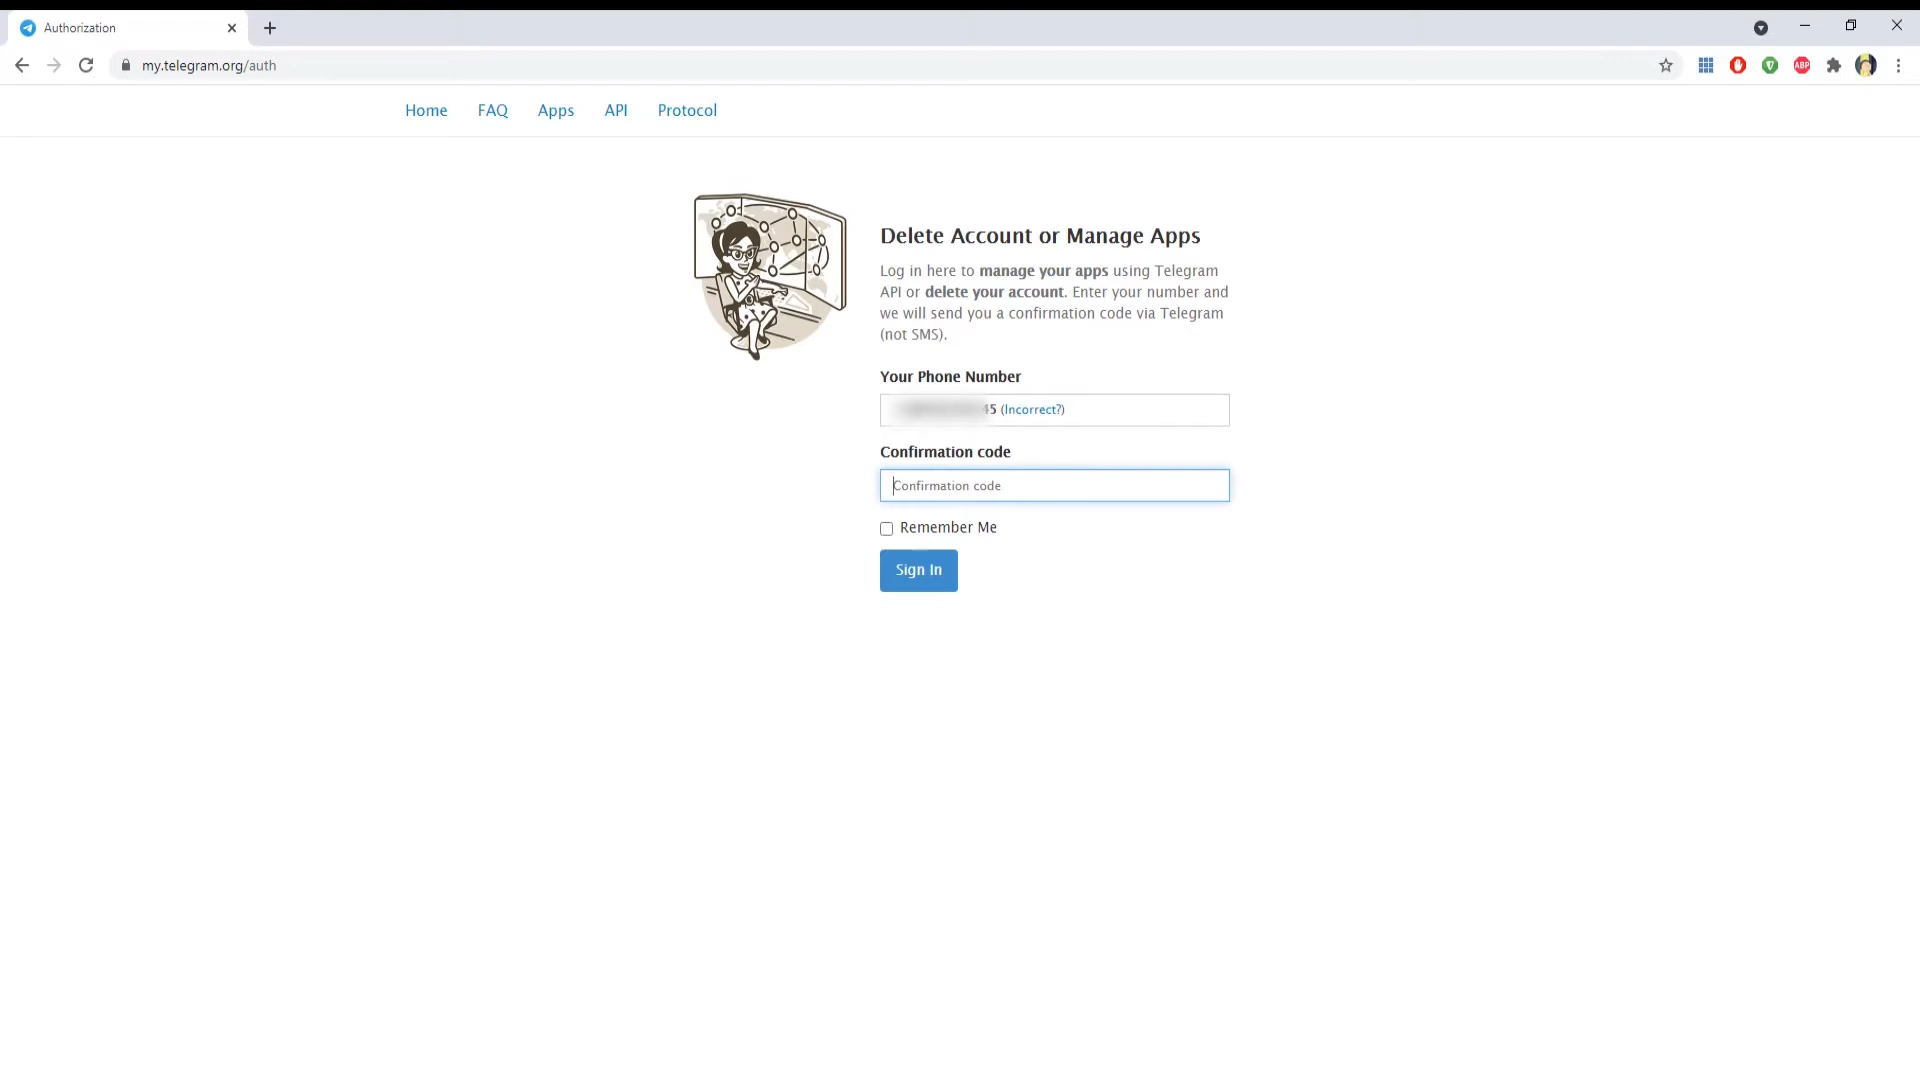 Authorization
my.telegram.org/auth
ABP
Home FAQ Apps API Protocol
Delete Account or Manage Apps
Log in here to manage your apps using Telegram
API or delete your account. Enter your number and
we will send you a confirmation code via Telegram
(not SMS).
Your Phone Number
45 (Incorrect?)
Confirmation code
Confirmation code
Remember Me
Sign In